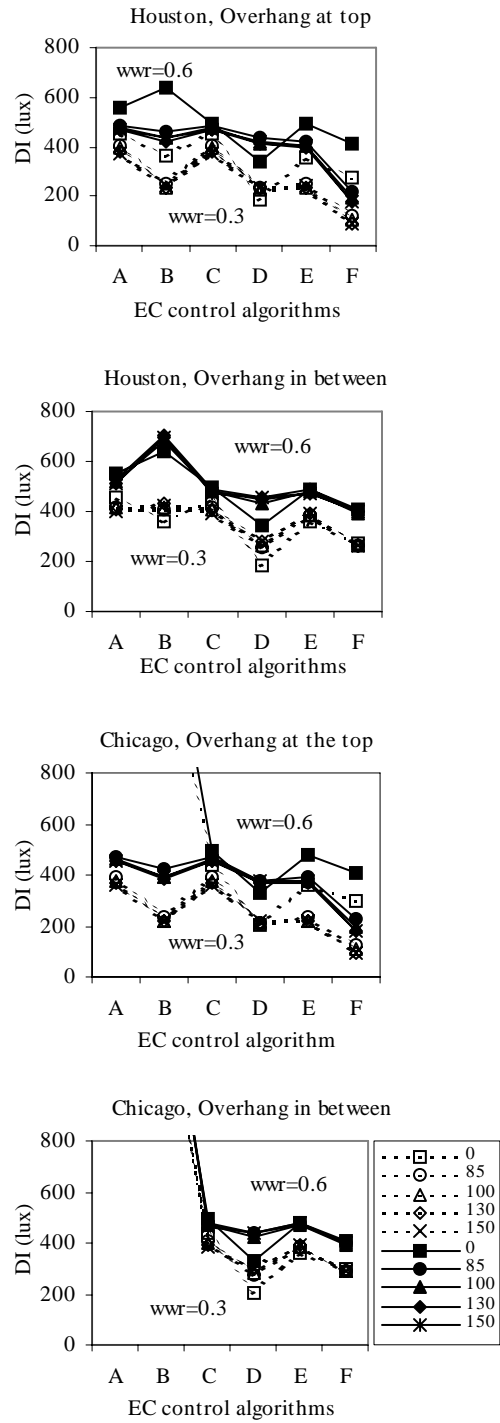 Houston, Overhang at top
800
wwr=0.6
600
400
200
wwr=0.3
0
DI (lux)
A B C D E F
EC control algorithms
Houston, Overhang in between
800
wwr=0.6
600
400
200
wwr=0.3
0
DI (lux)
A B C D E F
EC control algorithms
Chicago, Overhang at the top
800
wwr=0.6
600
400
200
wwr=0.3
0
DI (lux)
A B C D E F
EC control algorithm
Chicago, Overhang in between
800
wwr=0.6
600
400
200
wwr=0.3
0
DI (lux)
A B C D E F
EC control algorithms
0
85
100
130
150
0
85
100
130
150